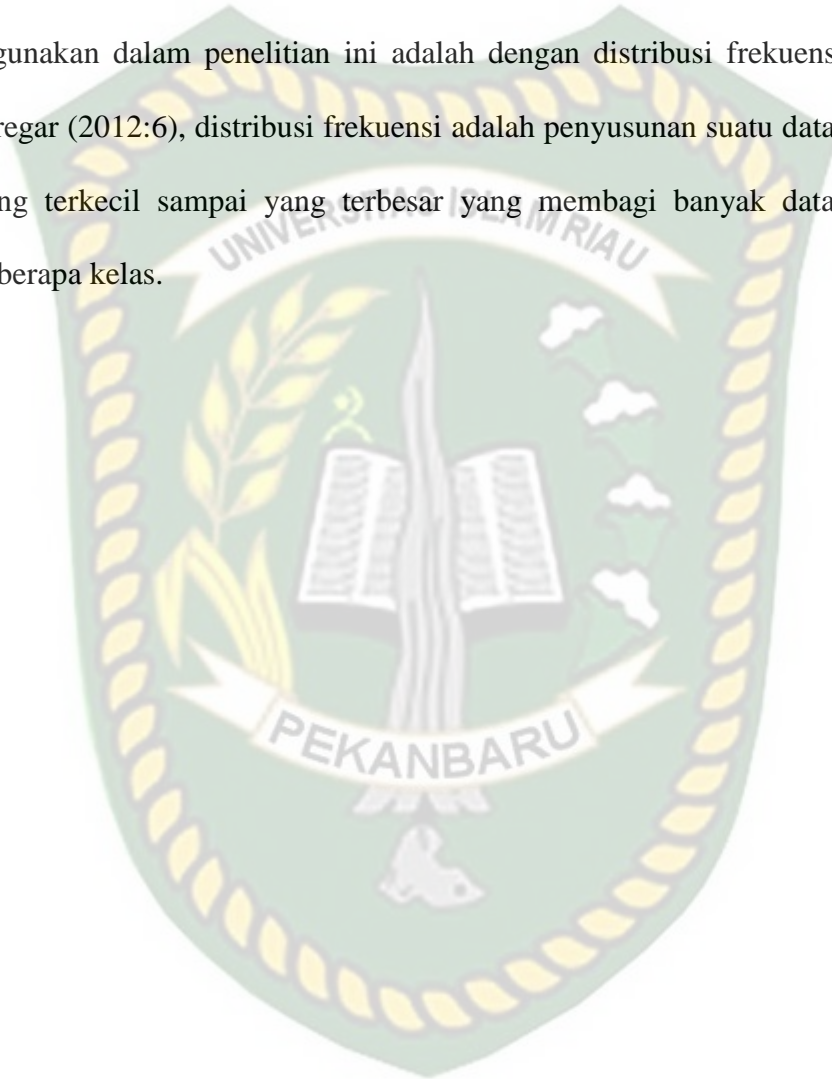 gunakan dalam penelitian ini adalah dengan distribusi frekuens
regar (2012:6), distribusi frekuensi adalah penyusunan suatu data
ng terkecil sampai yang terbesar yang membagi banyak data
berapa kelas.
UNIVERSITAS ISLAM RIAU
PEKANBARU